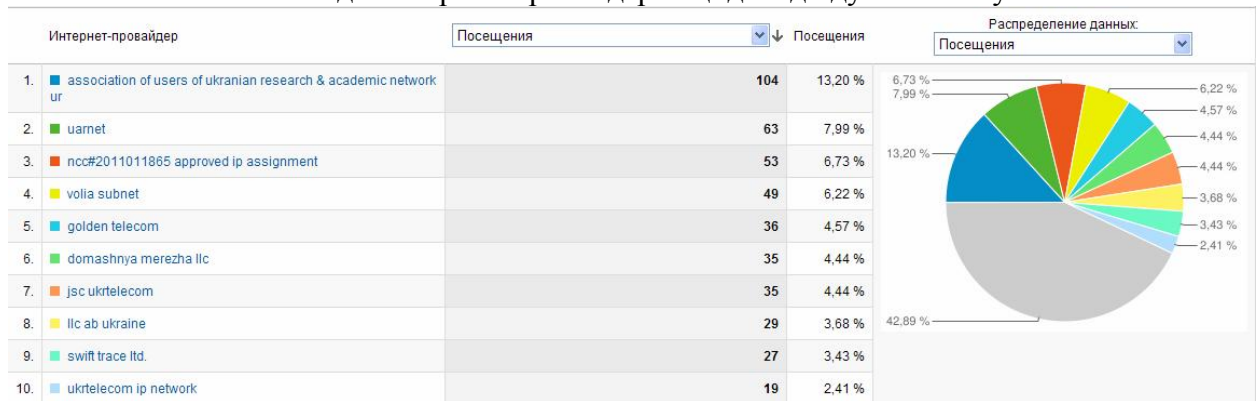 Интернет-провайдер
Посещения
Посещения
Распределение данных:
Посещения
1. association of users of ukranian research & academic network
ur
104 13,20 %
2. uarnet 63 7,99 %
3. ncc#2011011865 approved ip assignment 53 6,73 %
4. volia subnet 49 6,22 %
5. golden telecom 36 4,57 %
6. domashnya merezha llc 35 4,44 %
7. jsc ukrtelecom 35 4,44 %
8. llc ab ukraine 29 3,68 %
9. swift trace ltd. 27 3,43 %
10. ukrtelecom ip network 19 2,41 %
6,73 %
7,99 %
13,20 %
42,89 %
6,22 %
4,57 %
4,44 %
4,44 %
3,68 %
3,43 %
2,41 %